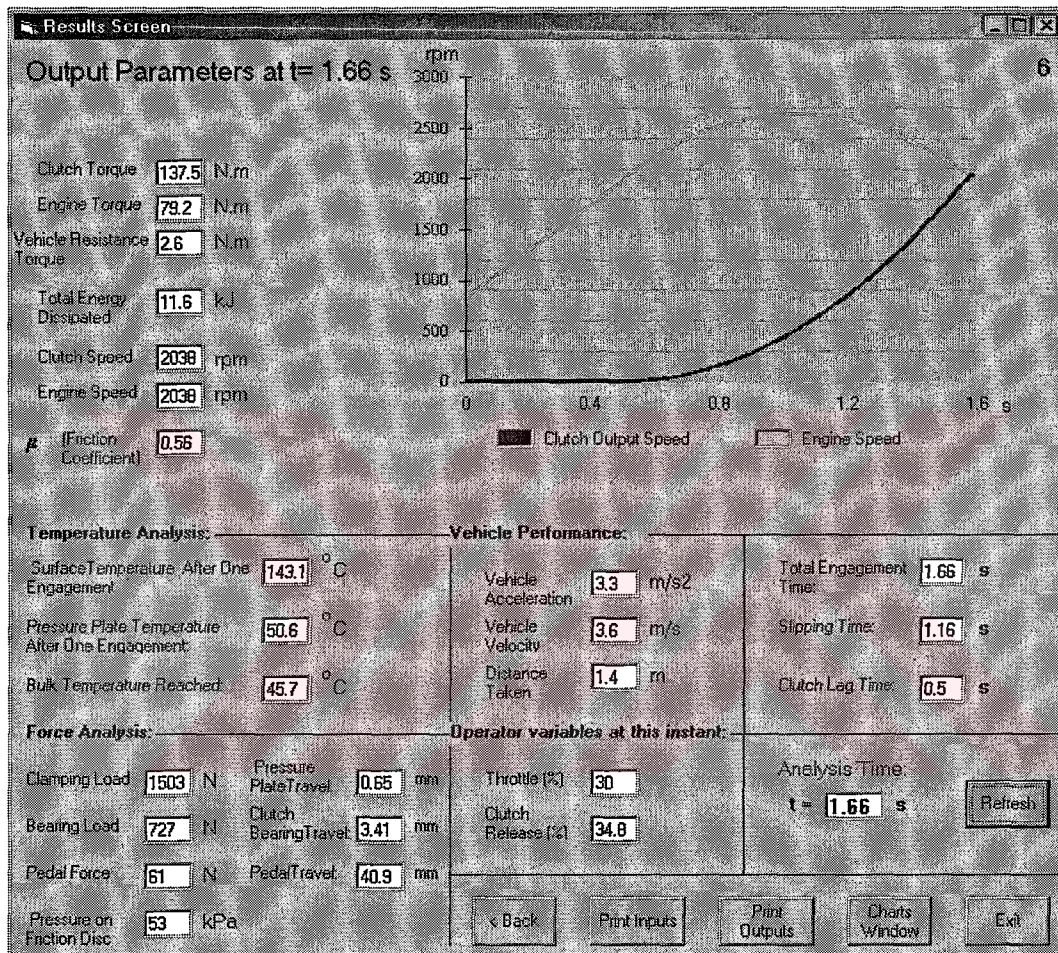 Results Screen
Output Parameters at t= 1.66 s
6
rpm
3000
2500
2000
1500
1000
500
0
0 0.4 0.8 1.2 1.6 s
Clutch Output Speed Engine Speed
Clutch Torque 137.5 N.m
Engine Torque 79.2 N.m
Vehicle Resistance
Torque 2.6 N.m
Total Energy
Dissipated 11.6 kJ
Clutch Speed 2038 rpm
Engine Speed 2038 rpm
μ (Friction
Coefficient) 0.56
Temperature Analysis:
Surface Temperature After One
Engagement 143.1 °C
Pressure Plate Temperature
After One Engagement: 50.6 °C
Bulk Temperature Reached: 45.7 °C
Vehicle Performance:
Vehicle
Acceleration 3.3 m/s2
Vehicle
Velocity 3.6 m/s
Distance
Taken 1.4 m
Total Engagement
Time: 1.66 s
Slipping Time: 1.16 s
Clutch Lag Time: 0.5 s
Force Analysis:
Clamping Load 1503 N
Bearing Load 727 N
Pedal Force 61 N
Pressure on
Friction Disc 53 kPa
Pressure
PlateTravel: 0.65 mm
Clutch
BearingTravel: 3.41 mm
PedalTravel: 40.9 mm
Operator variables at this instant:
Throttle (%) 30
Clutch
Release (%) 34.8
Analysis Time:
t = 1.66 s
Refresh
< Back
Print Inputs
Print
Outputs
Charts
Window
Exit